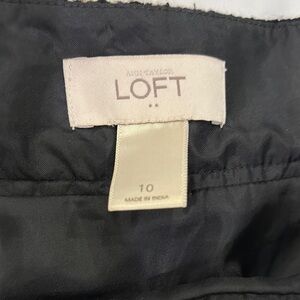 ANN TAYLOR
LOFT
10
MADE IN INDIA